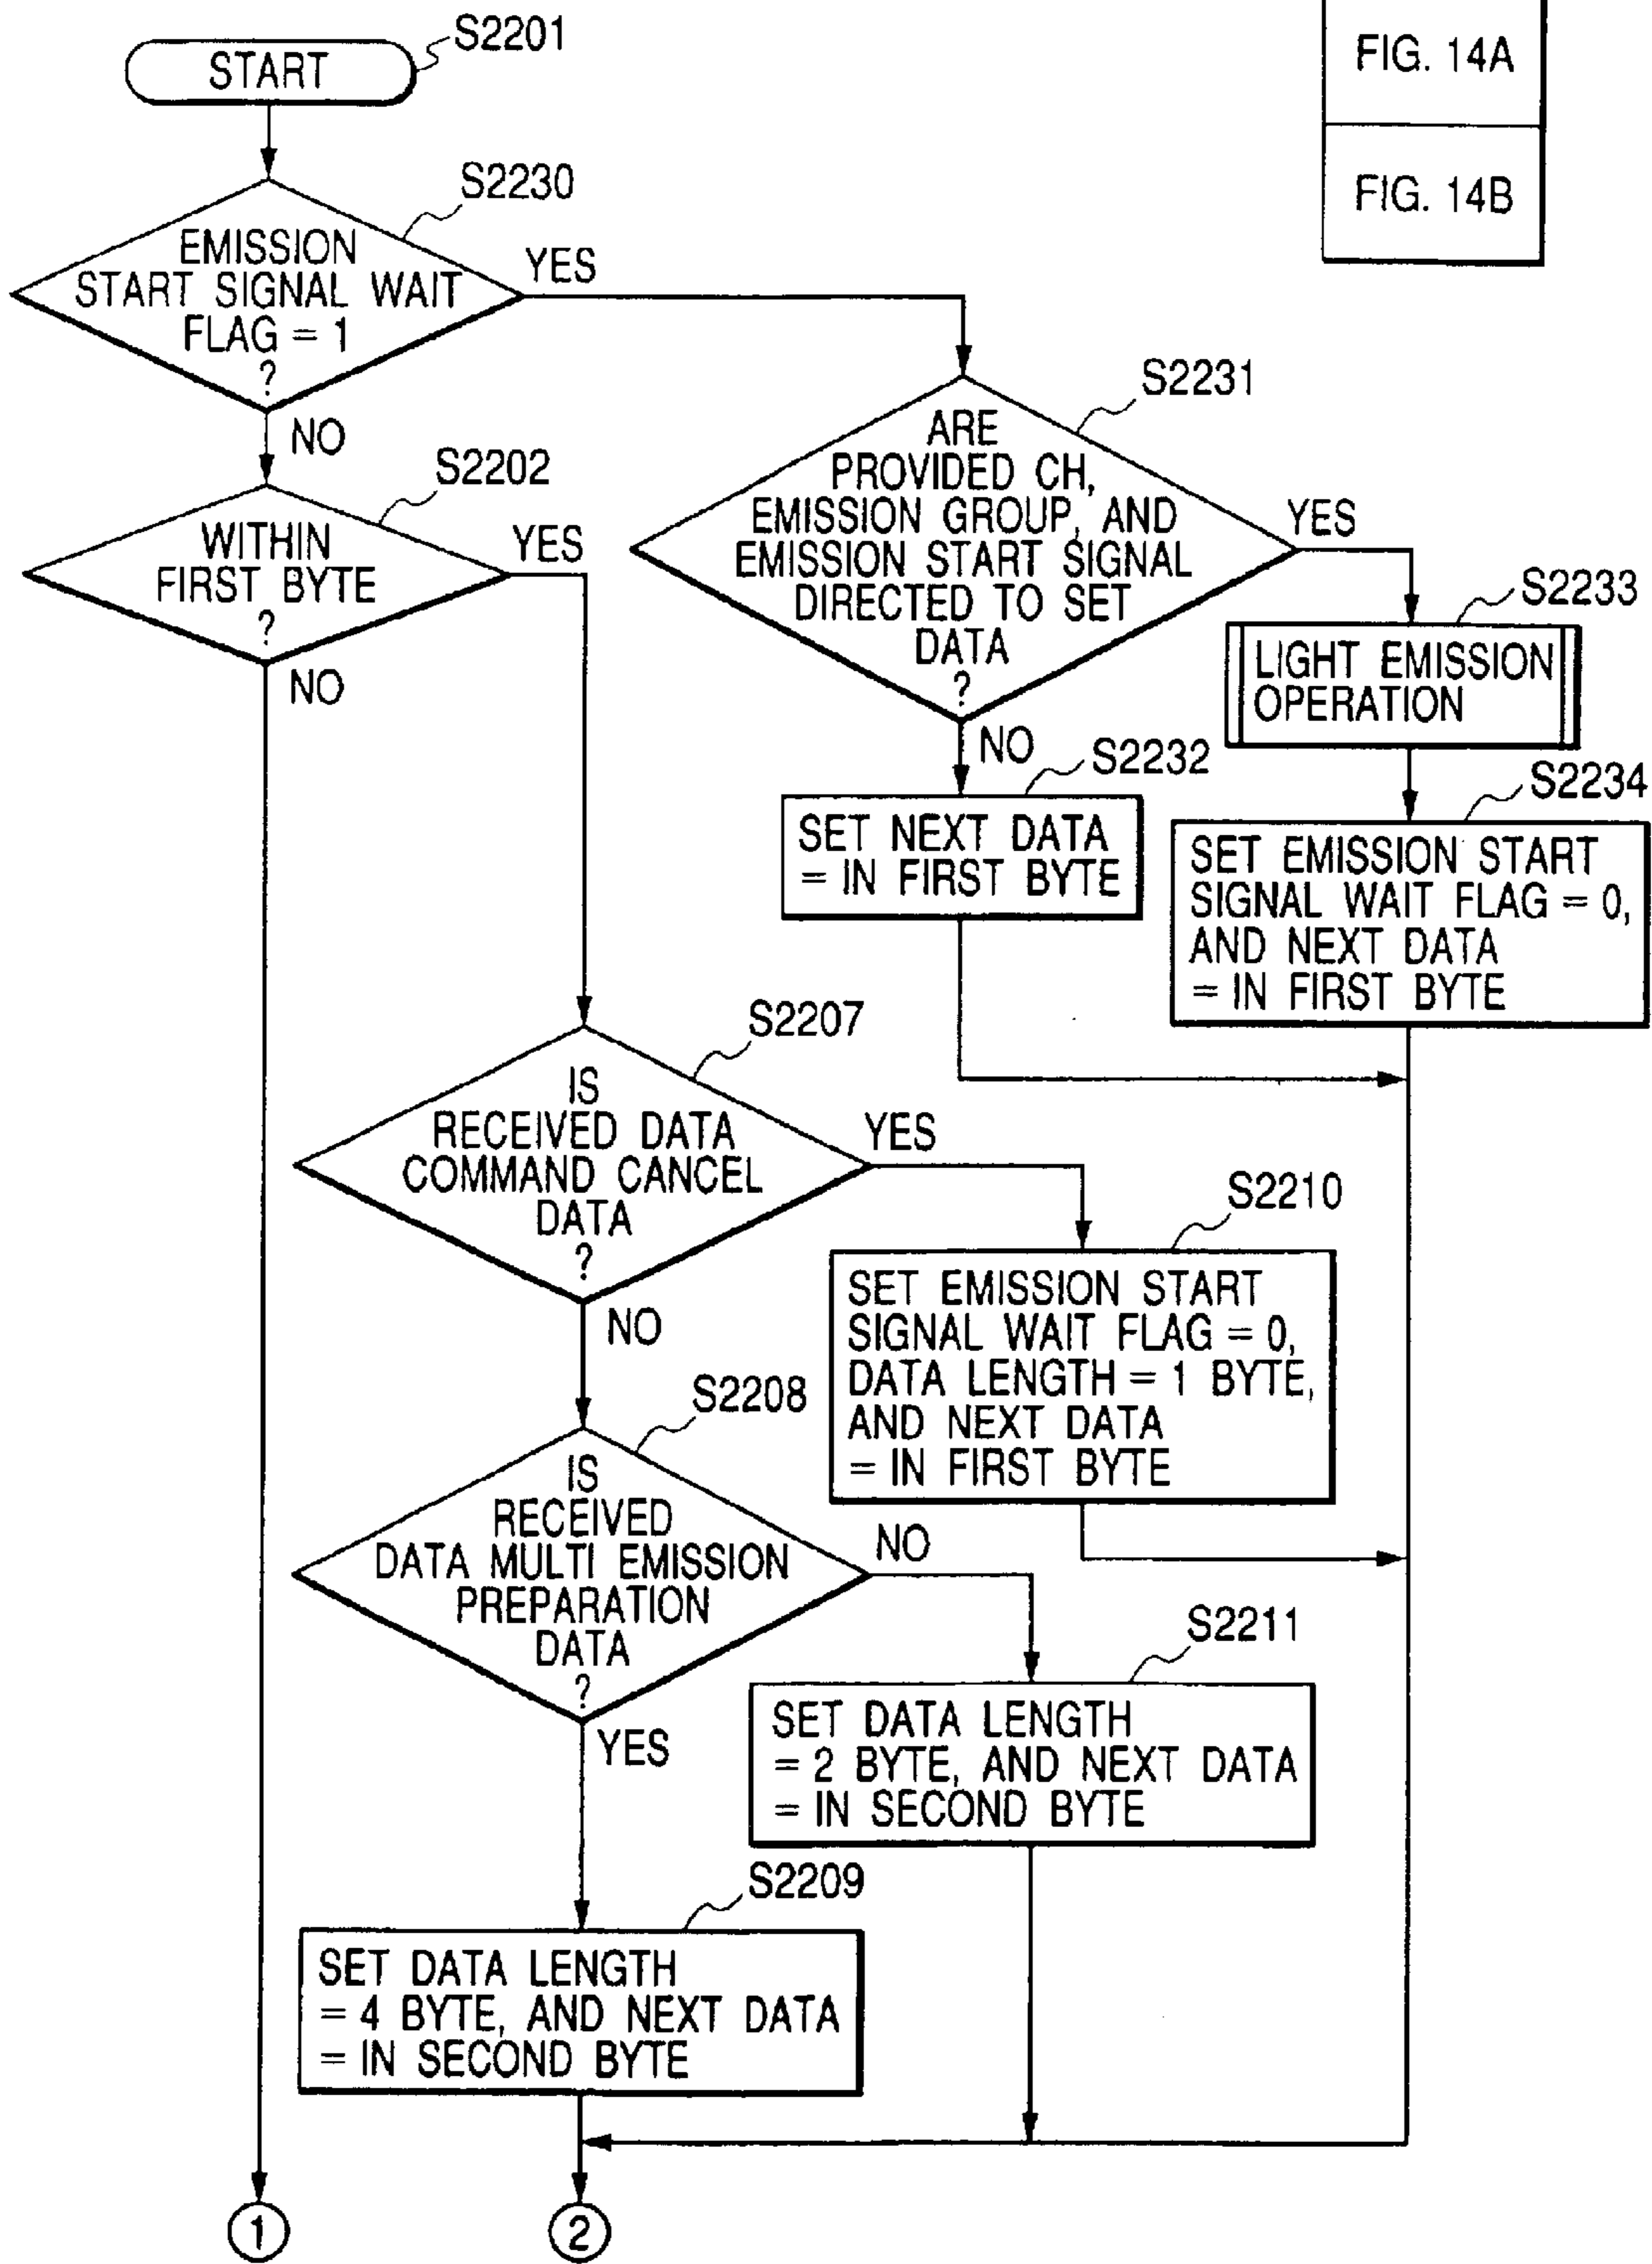 FIG. 14A
FIG. 14B
START
S2201
S2230
EMISSION
START SIGNAL WAIT
FLAG = 1
?
YES
NO
S2202
WITHIN
FIRST BYTE
?
YES
NO
S2231
ARE
PROVIDED CH,
EMISSION GROUP, AND
EMISSION START SIGNAL
DIRECTED TO SET
DATA
?
YES
NO
S2233
LIGHT EMISSION
OPERATION
S2232
SET NEXT DATA
= IN FIRST BYTE
S2234
SET EMISSION START
SIGNAL WAIT FLAG = 0,
AND NEXT DATA
= IN FIRST BYTE
S2207
IS
RECEIVED DATA
COMMAND CANCEL
DATA
?
YES
NO
S2210
SET EMISSION START
SIGNAL WAIT FLAG = 0,
DATA LENGTH = 1 BYTE,
AND NEXT DATA
= IN FIRST BYTE
S2208
IS
RECEIVED
DATA MULTI EMISSION
PREPARATION
DATA
?
NO
YES
S2211
SET DATA LENGTH
= 2 BYTE, AND NEXT DATA
= IN SECOND BYTE
S2209
SET DATA LENGTH
= 4 BYTE, AND NEXT DATA
= IN SECOND BYTE
1
2